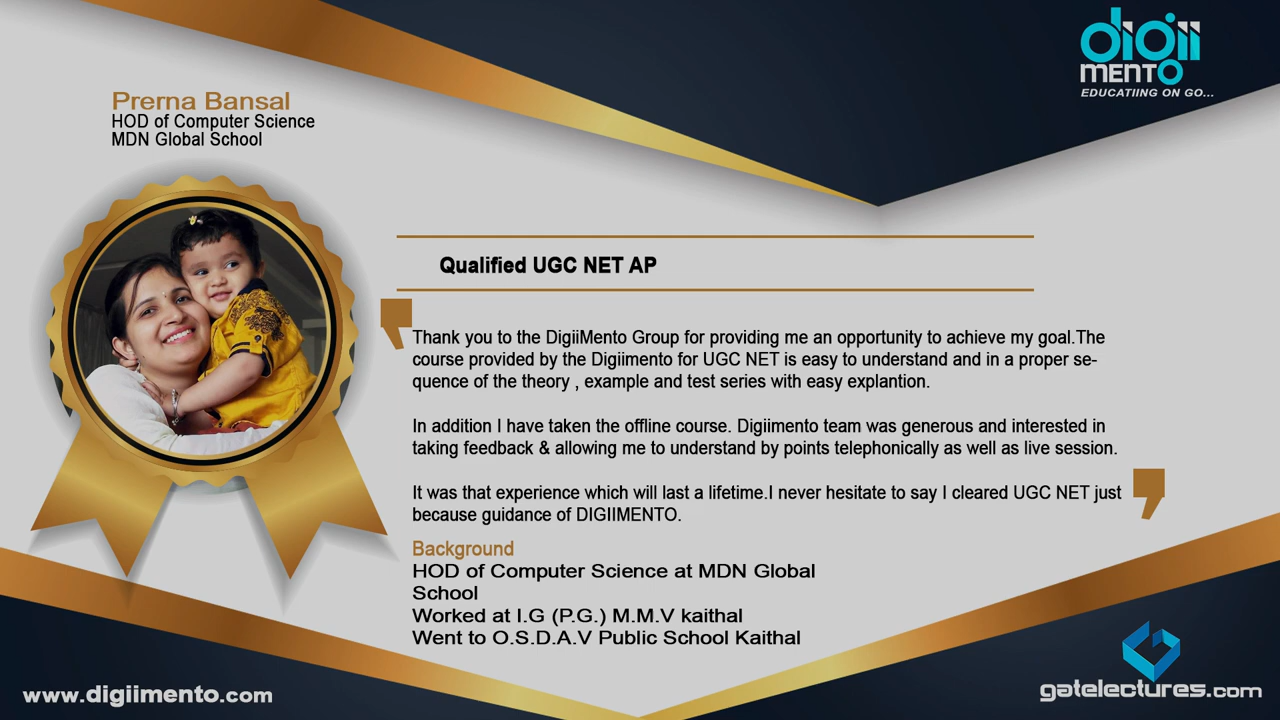 digii
MENTO
EDUCATIING ON GO...
Prerna Bansal
HOD of Computer Science
MDN Global School
Qualified UGC NET AP
Thank you to the DigiiMento Group for providing me an opportunity to achieve my goal.The
course provided by the Digiimento for UGC NET is easy to understand and in a proper se-
quence of the theory , example and test series with easy explantion.
In addition I have taken the offline course. Digiimento team was generous and interested in
taking feedback & allowing me to understand by points telephonically as well as live session.
It was that experience which will last a lifetime.I never hesitate to say I cleared UGC NET just
because guidance of DIGIIMENTO.
Background
HOD of Computer Science at MDN Global
School
Worked at I.G (P.G.) M.M.V kaithal
Went to O.S.D.A.V Public School Kaithal
www.digiimento.com
gatelectures.com